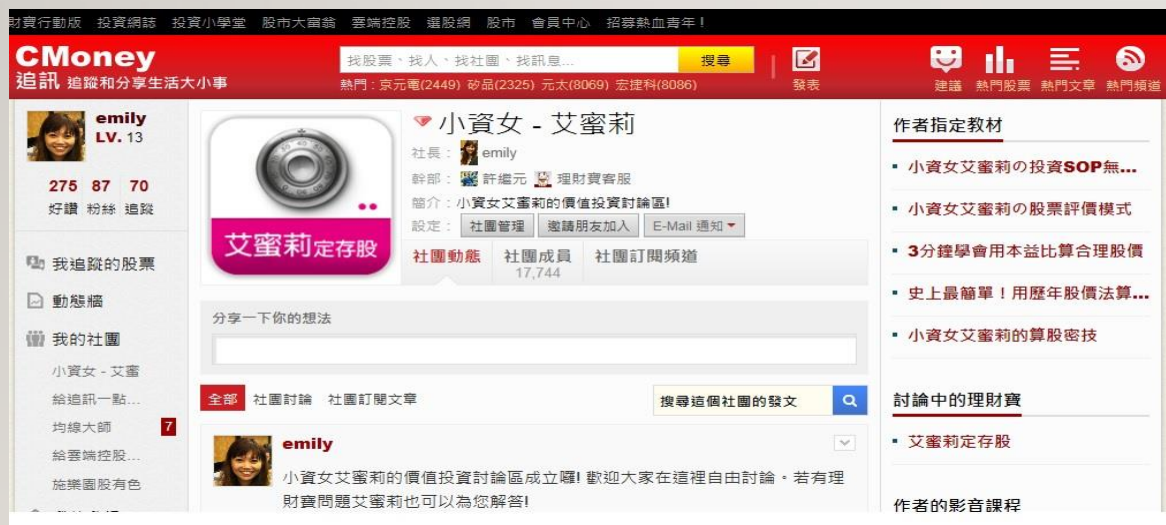 財寶行動版 投資網誌 投資小學堂 股市大富翁 雲端控股 選股網 股市 會員中心 招募熱血青年!
CMoney
追訊 追蹤和分享生活大小事
找股票、找人、找社團、找訊息...
搜尋
熱門：京元電(2449) 矽品(2325) 元太(8069) 宏捷科(8086)
發表
建議 熱門股票 熱門文章 熱門頻道
emily
LV. 13
275 87 70
好讚 粉絲 追蹤
我追蹤的股票
動態牆
我的社團
小資女 - 艾蜜
給追訊一點...
均線大師 7
給雲端控股...
施樂園股有色
艾蜜莉定存股
小資女 - 艾蜜莉
社長： emily
幹部： 許繼元 理財寶客服
簡介：小資女艾蜜莉的價值投資討論區!
設定： 社團管理 邀請朋友加入 E-Mail 通知
社團動態 社團成員 社團訂閱頻道
17,744
分享一下你的想法
全部 社團討論 社團訂閱文章
搜尋這個社團的發文
emily
小資女艾蜜莉的價值投資討論區成立囉! 歡迎大家在這裡自由討論。若有理
財寶問題艾蜜莉也可以為您解答!
作者指定教材
小資女艾蜜莉の投資SOP無...
小資女艾蜜莉の股票評價模式
3分鐘學會用本益比算合理股價
史上最簡單！用歷年股價法算...
小資女艾蜜莉的算股密技
討論中的理財寶
艾蜜莉定存股
作者的影音課程